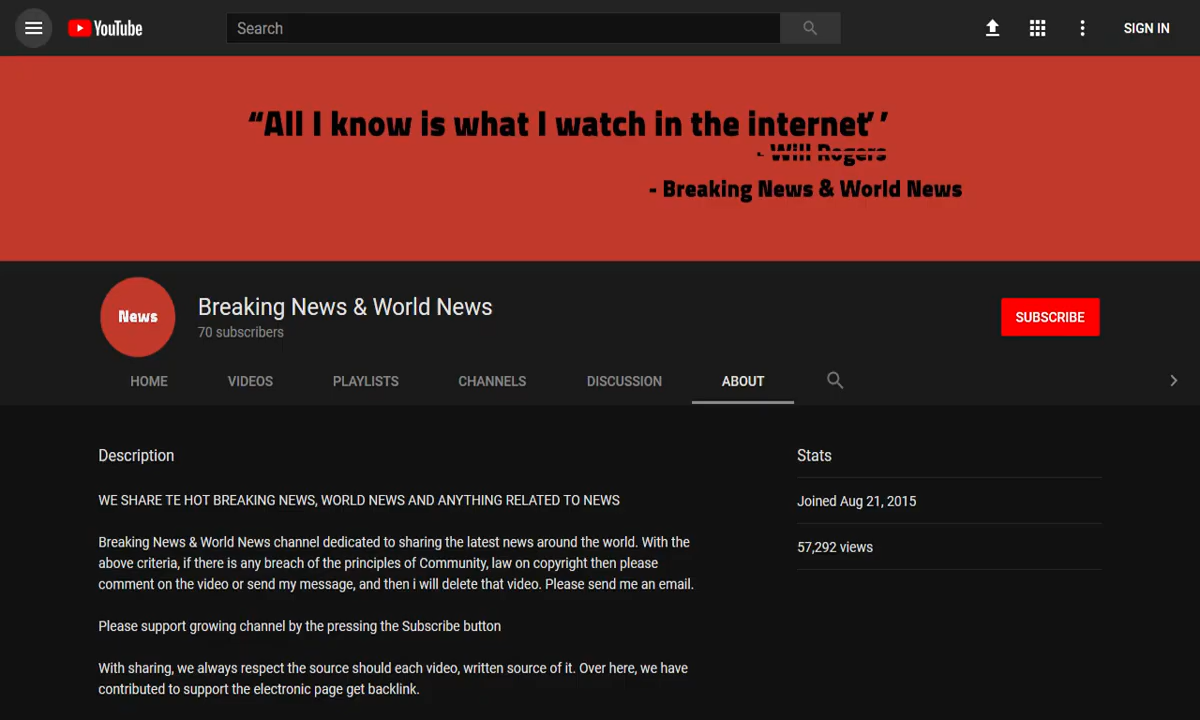 YouTube
Search
SIGN IN
“All I know is what I watch in the internet’’
- Will Rogers
- Breaking News & World News
News
Breaking News & World News
70 subscribers
SUBSCRIBE
HOME
VIDEOS
PLAYLISTS
CHANNELS
DISCUSSION
ABOUT
Description
WE SHARE TE HOT BREAKING NEWS, WORLD NEWS AND ANYTHING RELATED TO NEWS
Breaking News & World News channel dedicated to sharing the latest news around the world. With the
above criteria, if there is any breach of the principles of Community, law on copyright then please
comment on the video or send my message, and then i will delete that video. Please send me an email.
Please support growing channel by the pressing the Subscribe button
With sharing, we always respect the source should each video, written source of it. Over here, we have
contributed to support the electronic page get backlink.
Stats
Joined Aug 21, 2015
57,292 views